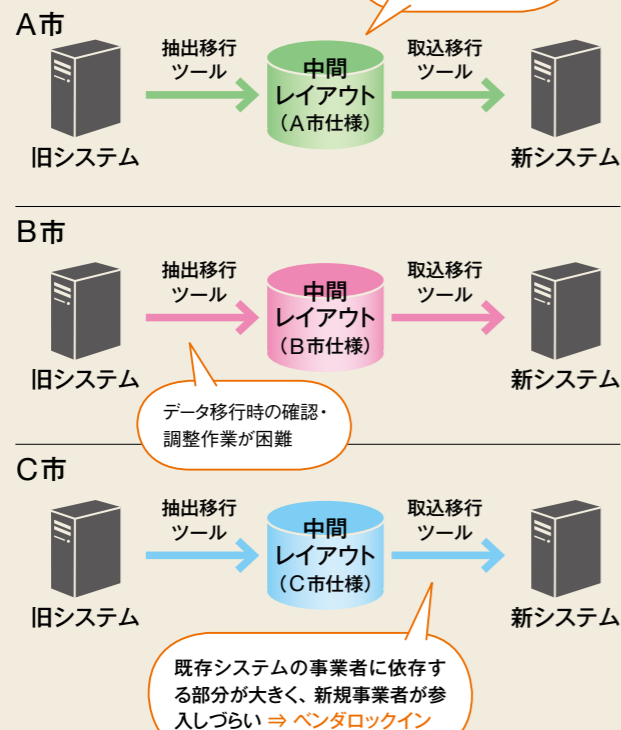 A市
抽出移行
ツール
中間
レイアウト
（A市仕様）
取込移行
ツール
旧システム
新システム
B市
抽出移行
ツール
中間
レイアウト
（B市仕様）
取込移行
ツール
旧システム
新システム
データ移行時の確認・
調整作業が困難
C市
抽出移行
ツール
中間
レイアウト
（C市仕様）
取込移行
ツール
旧システム
新システム
既存システムの事業者に依存す
る部分が大きく、新規事業者が参
入しづらい ⇒ ベンダロックイン